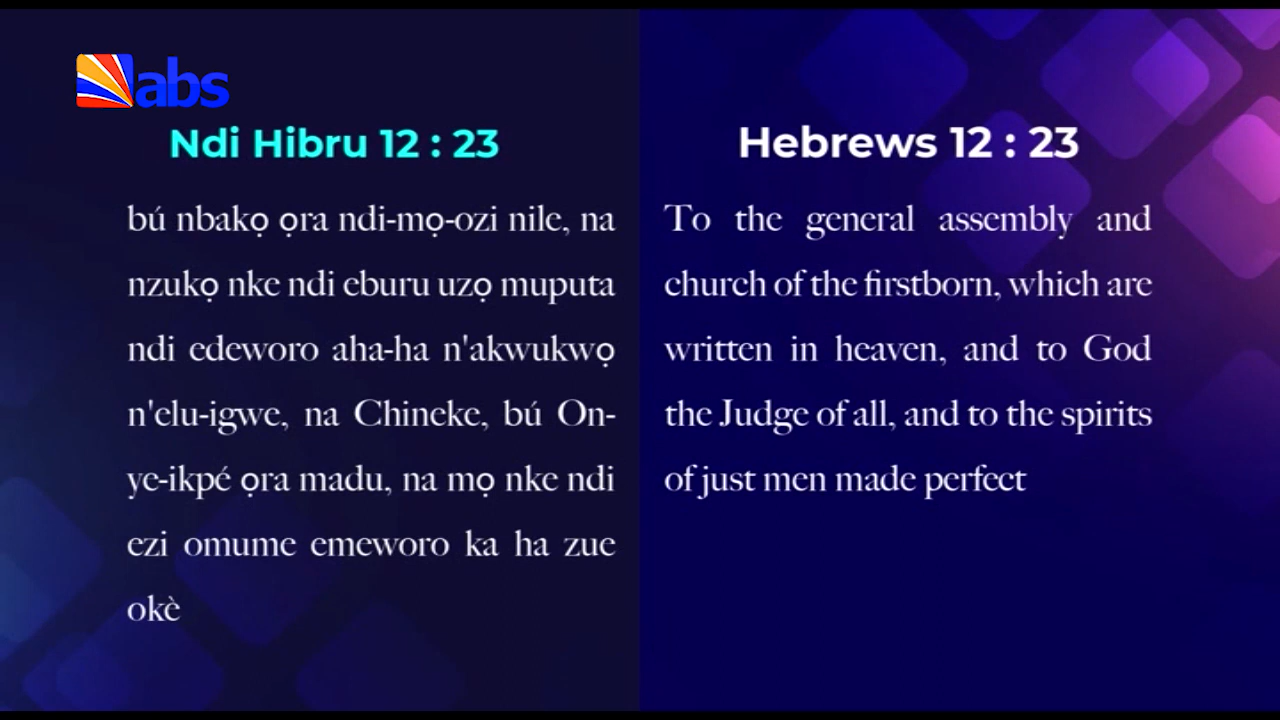 abs
Ndi Hibru 12 : 23
bú nbakọ ọra ndi-mọ-ozi nile, na
nzukọ nke ndi eburu uzọ muputa
ndi edeworo aha-ha n'akwukwọ
n'elu-igwe, na Chineke, bú On-
ye-ikpé ọra madu, na mọ nke ndi
ezi omume emeworo ka ha zue
okè
Hebrews 12 : 23
To the general assembly and
church of the firstborn, which are
written in heaven, and to God
the Judge of all, and to the spirits
of just men made perfect